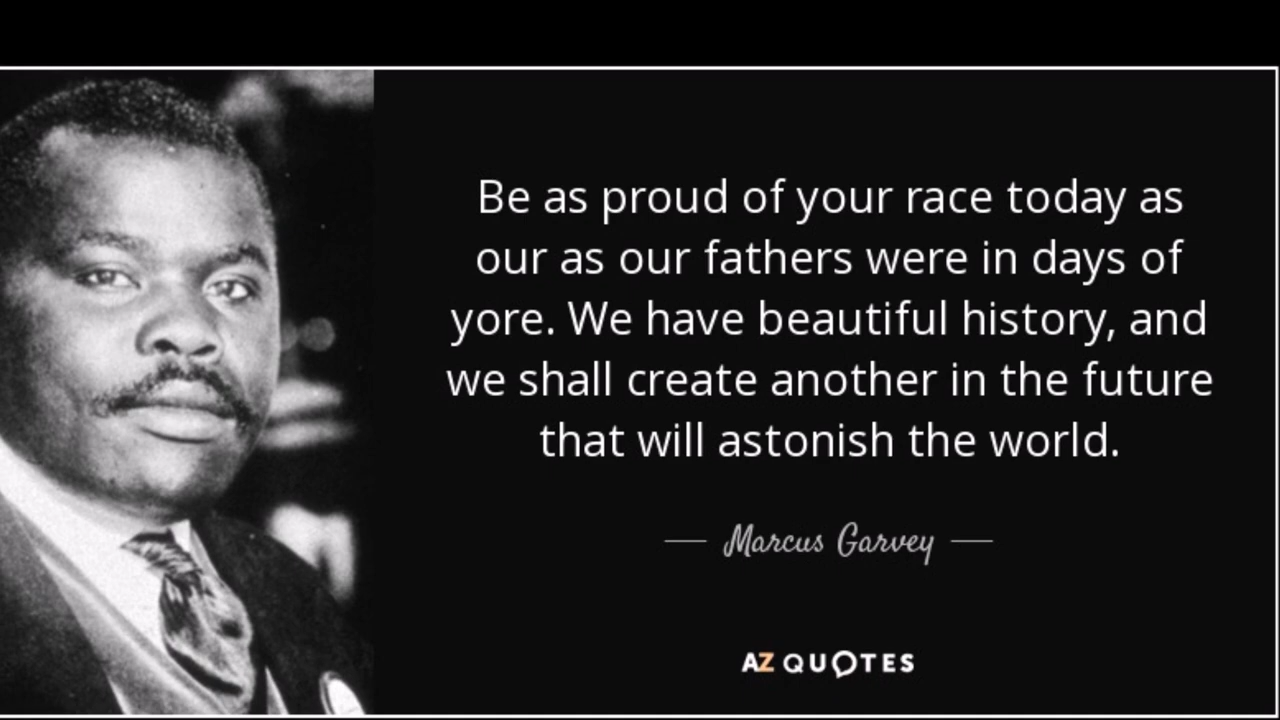 Be as proud of your race today as
our as our fathers were in days of
yore. We have beautiful history, and
we shall create another in the future
that will astonish the world.
Marcus Garvey
AZ QUOTES